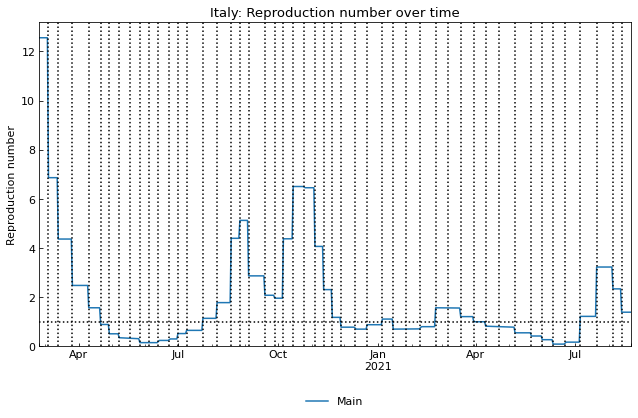 Italy: Reproduction number over time
Reproduction number
12
10
8
6
4
2
0
Apr
Jul
Oct
Jan
2021
Apr
Jul
Main